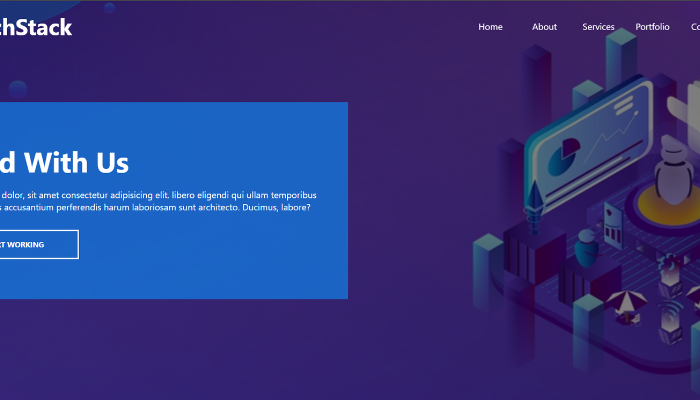 chStack
Home About Services Portfolio Co
d With Us
dolor, sit amet consectetur adipisicing elit. libero eligendi qui ullam temporibus
s accusantium perferendis harum laboriosam sunt architecto. Ducimus, labore?
RT WORKING